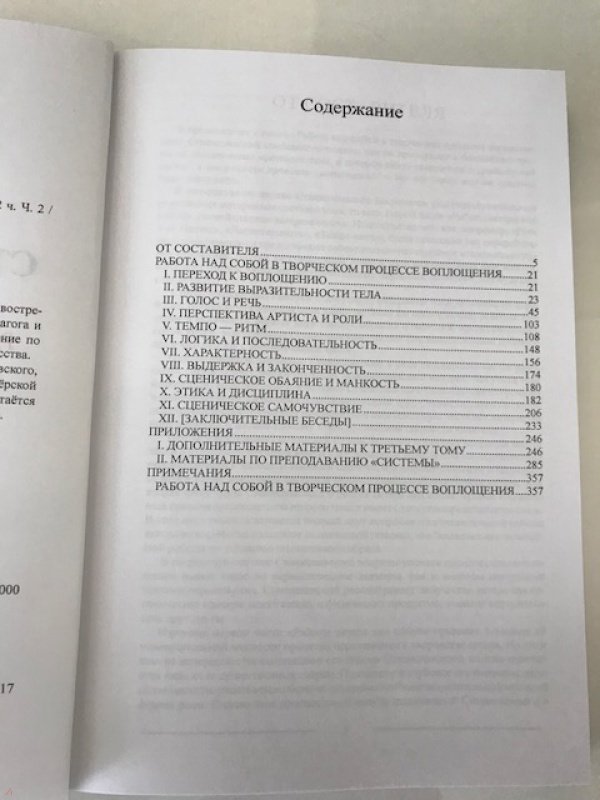 Содержание
ч. Ч. 2 /
востре-
агога и
ение по
сства.
вского,
ёрской
таётся
000
17
ОТ СОСТАВИТЕЛЯ 5
РАБОТА НАД СОБОЙ В ТВОРЧЕСКОМ ПРОЦЕССЕ ВОПЛОЩЕНИЯ 21
I. ПЕРЕХОД К ВОПЛОЩЕНИЮ 21
II. РАЗВИТИЕ ВЫРАЗИТЕЛЬНОСТИ ТЕЛА 23
III. ГОЛОС И РЕЧЬ 45
IV. ПЕРСПЕКТИВА АРТИСТА И РОЛИ 103
V. ТЕМПО — РИТМ 108
VI. ЛОГИКА И ПОСЛЕДОВАТЕЛЬНОСТЬ 148
VII. ХАРАКТЕРНОСТЬ 156
VIII. ВЫДЕРЖКА И ЗАКОНЧЕННОСТЬ 174
IX. СЦЕНИЧЕСКОЕ ОБАЯНИЕ И МАНКОСТЬ 180
X. ЭТИКА И ДИСЦИПЛИНА 182
XI. СЦЕНИЧЕСКОЕ САМОЧУВСТВИЕ 206
XII. [ЗАКЛЮЧИТЕЛЬНЫЕ БЕСЕДЫ] 233
ПРИЛОЖЕНИЯ 246
I. ДОПОЛНИТЕЛЬНЫЕ МАТЕРИАЛЫ К ТРЕТЬЕМУ ТОМУ 246
II. МАТЕРИАЛЫ ПО ПРЕПОДАВАНИЮ «СИСТЕМЫ» 285
ПРИМЕЧАНИЯ 357
РАБОТА НАД СОБОЙ В ТВОРЧЕСКОМ ПРОЦЕССЕ ВОПЛОЩЕНИЯ 357